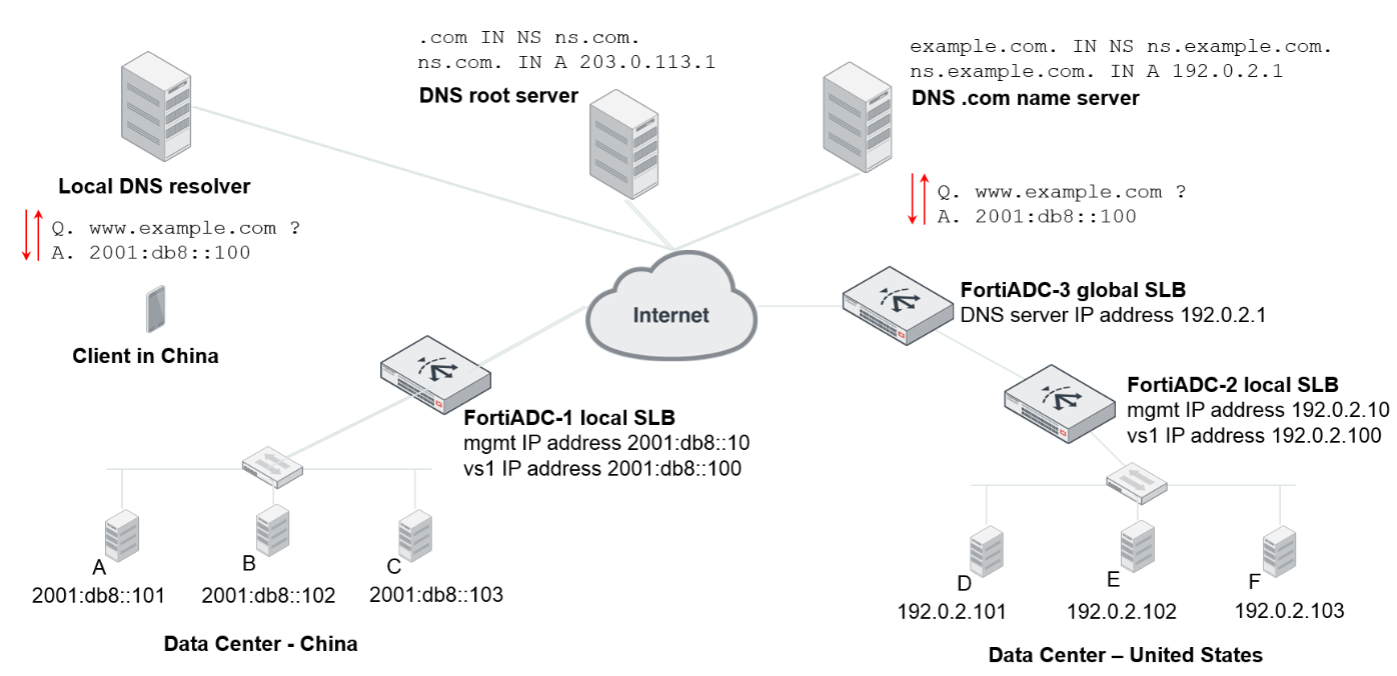 .com IN NS ns.com.
ns.com. IN A 203.0.113.1
DNS root server
example.com. IN NS ns.example.com.
ns.example.com. IN A 192.0.2.1
DNS .com name server
Local DNS resolver
Q. www.example.com ?
A. 2001:db8::100
Client in China
Q. www.example.com ?
A. 2001:db8::100
Internet
FortiADC-3 global SLB
DNS server IP address 192.0.2.1
FortiADC-1 local SLB
mgmt IP address 2001:db8::10
vs1 IP address 2001:db8::100
FortiADC-2 local SLB
mgmt IP address 192.0.2.10
vs1 IP address 192.0.2.100
A
2001:db8::101
B
2001:db8::102
C
2001:db8::103
Data Center - China
D
192.0.2.101
E
192.0.2.102
F
192.0.2.103
Data Center – United States